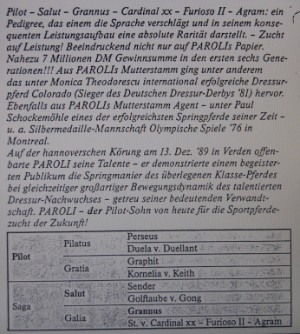 Pilot – Salut – Grannus – Cardinal xx – Furioso II – Agram: ein
Pedigree, das einem die Sprache verschlägt und in seinem konse-
quenten Leistungsaufbau eine absolute Rarität darstellt. – Zucht
auf Leistung! Beeindruckend nicht nur auf PAROLIs Papier.
Nahezu 7 Millionen DM Gewinnsumme in den ersten sechs Gene-
rationen!!! Aus PAROLIs Mutterstamm ging unter anderem
das unter Monica Theodorescu international erfolgreiche Dressur-
pferd Colorado (Sieger des Deutschen Dressur-Derbys '81) hervor.
Ebenfalls aus PAROLIs Mutterstamm Agent – unter Paul
Schockemöhle eines der erfolgreichsten Springpferde seiner Zeit -
u. a. Silbermedaille-Mannschaft Olympische Spiele '76 in
Montreal.
Auf der hannoverschen Körung am 13. Dez. '89 in Verden offen-
barte PAROLI seine Talente – er demonstrierte einem begeister-
ten Publikum die Springmanier des überlegenen Klasse-Pferdes
bei gleichzeitiger großartiger Bewegungsdynamik des talentierten
Dressur-Nachwuchses – getreu seiner bedeutenden Verwandt-
schaft. PAROLI – der Pilot-Sohn von heute für die Sportpferde-
zucht der Zukunft!
Pilot
Pilatus
Perseus
Duela v. Duellant
Gratia
Graphit
Kornelia v. Keith
Saga
Salut
Sender
Golftaube v. Gong
Galia
Grannus
St. v. Cardinal xx - Furioso II - Agram